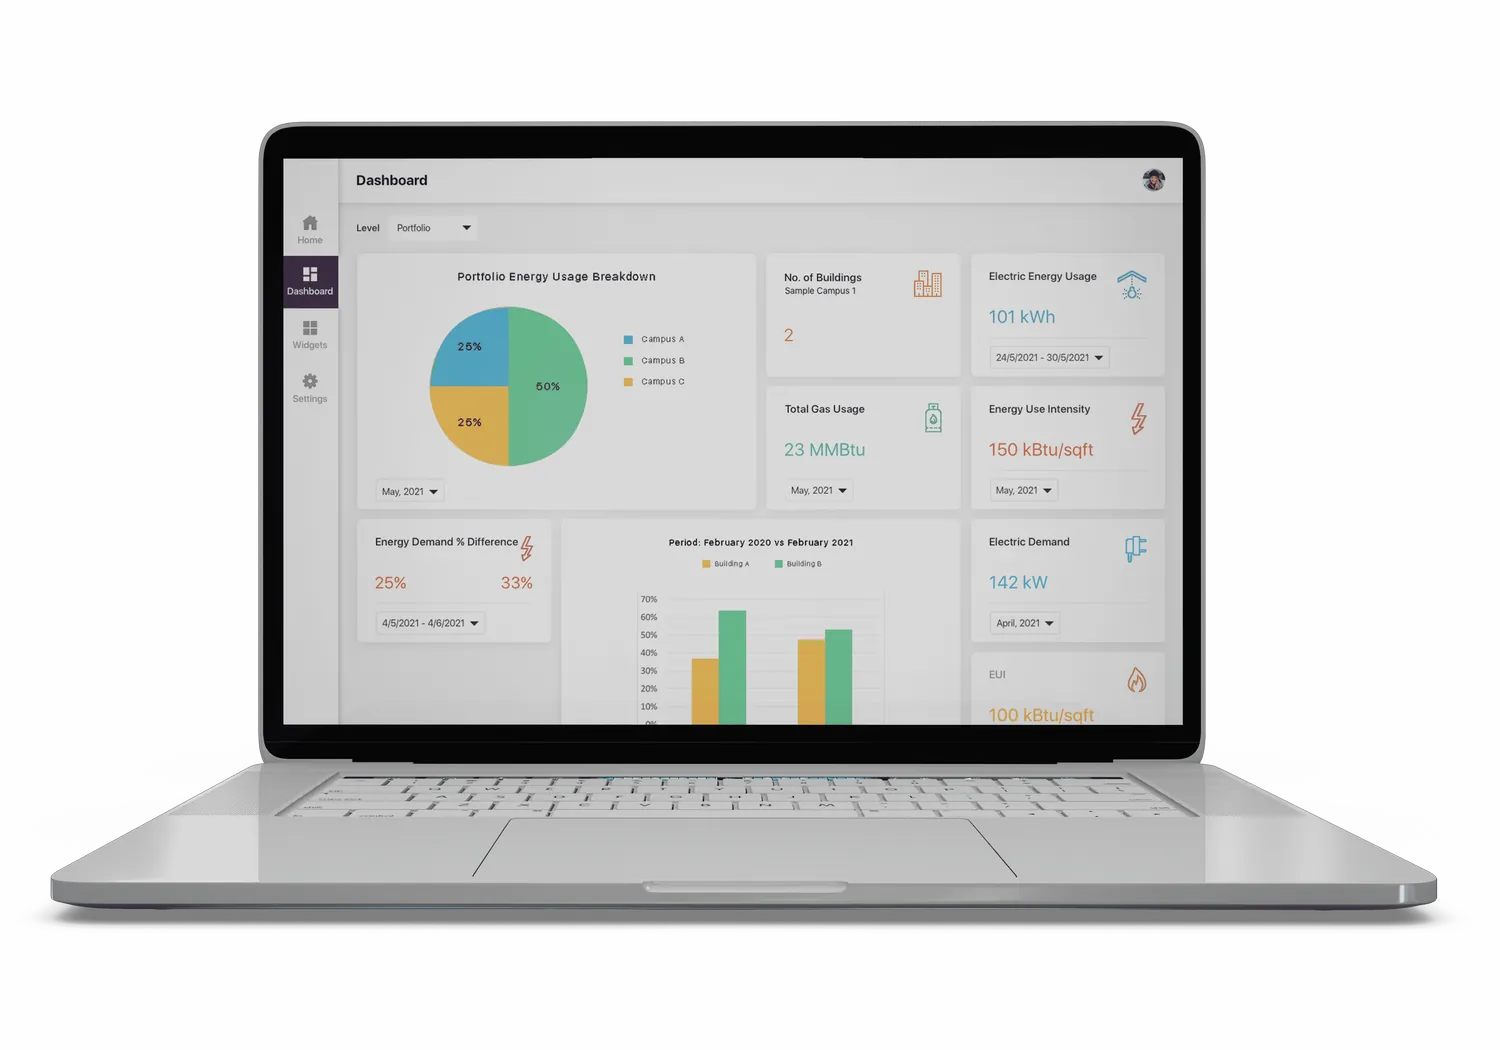 Dashboard
Home
Dashboard
Widgets
Settings
Level Portfolio
Portfolio Energy Usage Breakdown
25%
50%
25%
Campus A
Campus B
Campus C
May, 2021
No. of Buildings
Sample Campus 1
2
Electric Energy Usage
101 kWh
24/5/2021 - 30/5/2021
Total Gas Usage
23 MMBtu
May, 2021
Energy Use Intensity
150 kBtu/sqft
May, 2021
Energy Demand % Difference
25% 33%
4/5/2021 - 4/6/2021
Period: February 2020 vs February 2021
Building A Building B
70%
60%
50%
40%
30%
20%
10%
0%
Electric Demand
142 kW
April, 2021
EUI
100 kBtu/sqft